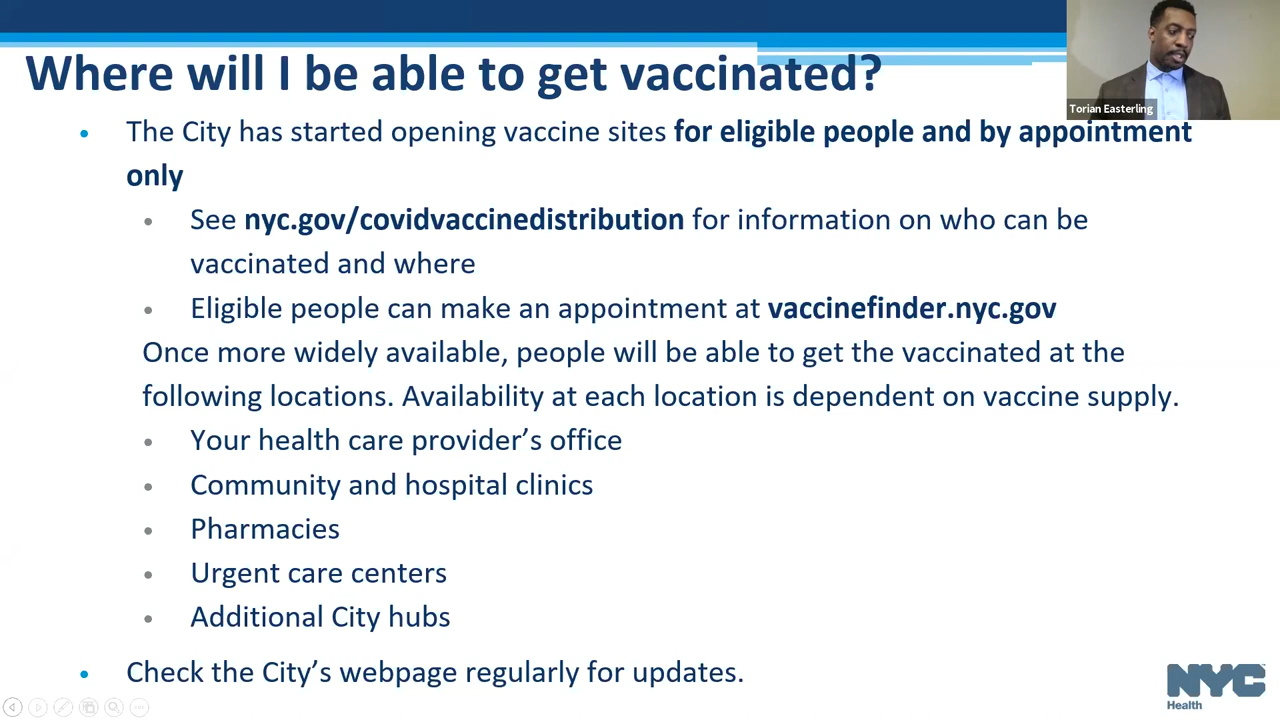 Where will I be able to get vaccinated?
Torian Easterling
The City has started opening vaccine sites for eligible people and by appointment
only
See nyc.gov/covidvaccinedistribution for information on who can be
vaccinated and where
Eligible people can make an appointment at vaccinefinder.nyc.gov
Once more widely available, people will be able to get the vaccinated at the
following locations. Availability at each location is dependent on vaccine supply.
Your health care provider’s office
Community and hospital clinics
Pharmacies
Urgent care centers
Additional City hubs
Check the City’s webpage regularly for updates.
NYC
Health